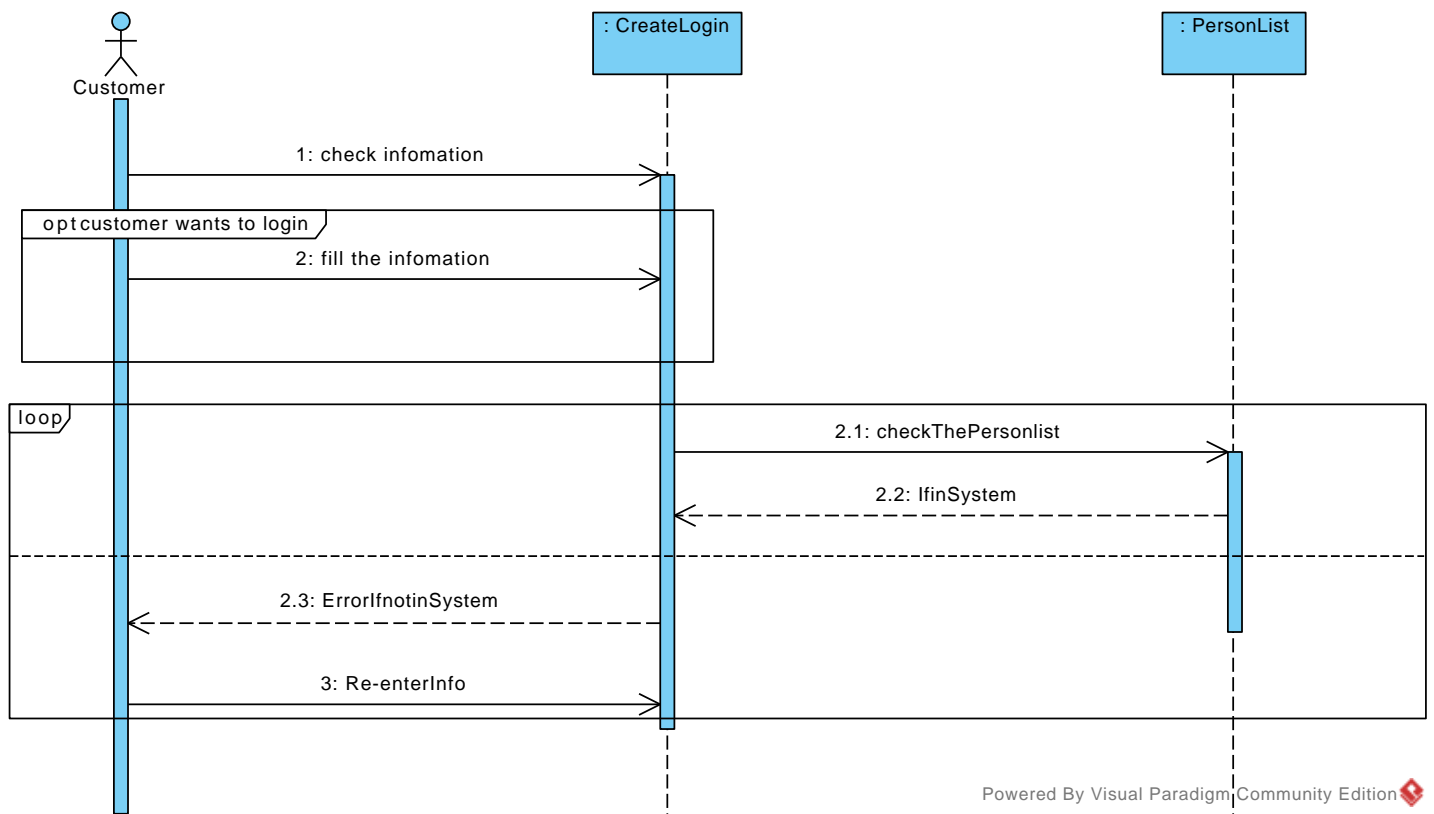 : CreateLogin
: PersonList
Customer
1: check infomation
opt customer wants to login
2: fill the infomation
loop
2.1: checkThePersonlist
2.2: IfinSystem
2.3: ErrorIfnotinSystem
3: Re-enterInfo
Powered By Visual Paradigm Community Edition